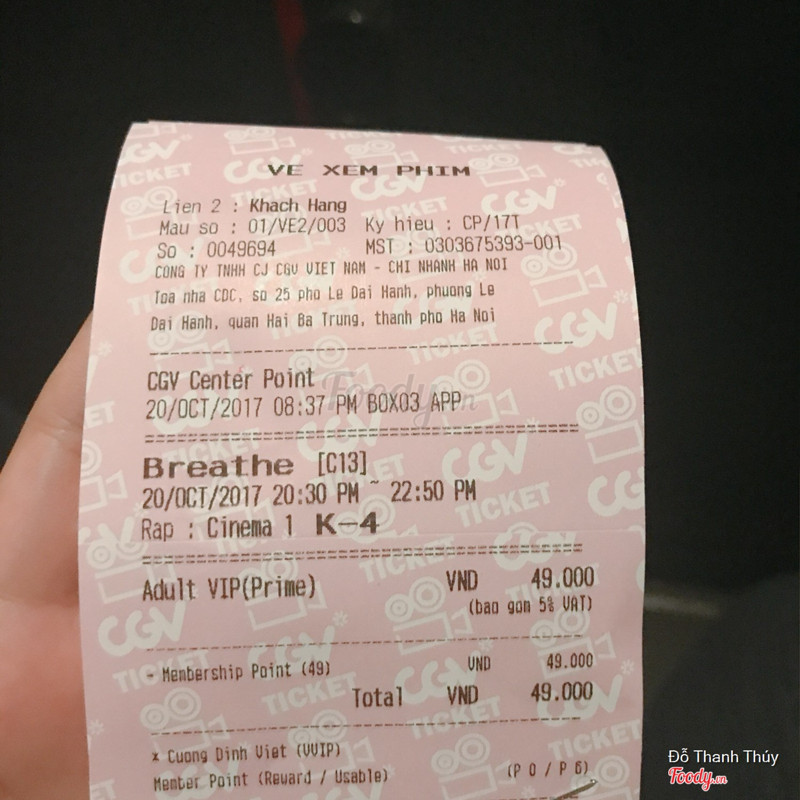 VE XEM PHIM
Lien 2 : Khach Hang
Mau so : 01/VE2/003 Ky hieu : CP/17T
So : 0049694 MST : 0303675393-001
CONG TY TNHH CJ CGV VIET NAM - CHI NHANH HA NOI
Toa nha CDC, so 25 pho Le Dai Hanh, phuong Le
Dai Hanh, quan Hai Ba Trung, thanh pho Ha Noi
CGV Center Point
20/OCT/2017 08:37 PM BOX03 APP
Breathe [C13]
20/OCT/2017 20:30 PM ~ 22:50 PM
Rap : Cinema 1 K-4
Adult VIP(Prime) VND 49.000
(bao gom 5% VAT)
- Membership Point (49) VND 49.000
Total VND 49.000
* Cuong Dinh Viet (VVIP)
Member Point (Reward / Usable) (P 0 / P 6)
CGV TICKET
Foody.vn
Đỗ Thanh Thúy
Foody.vn